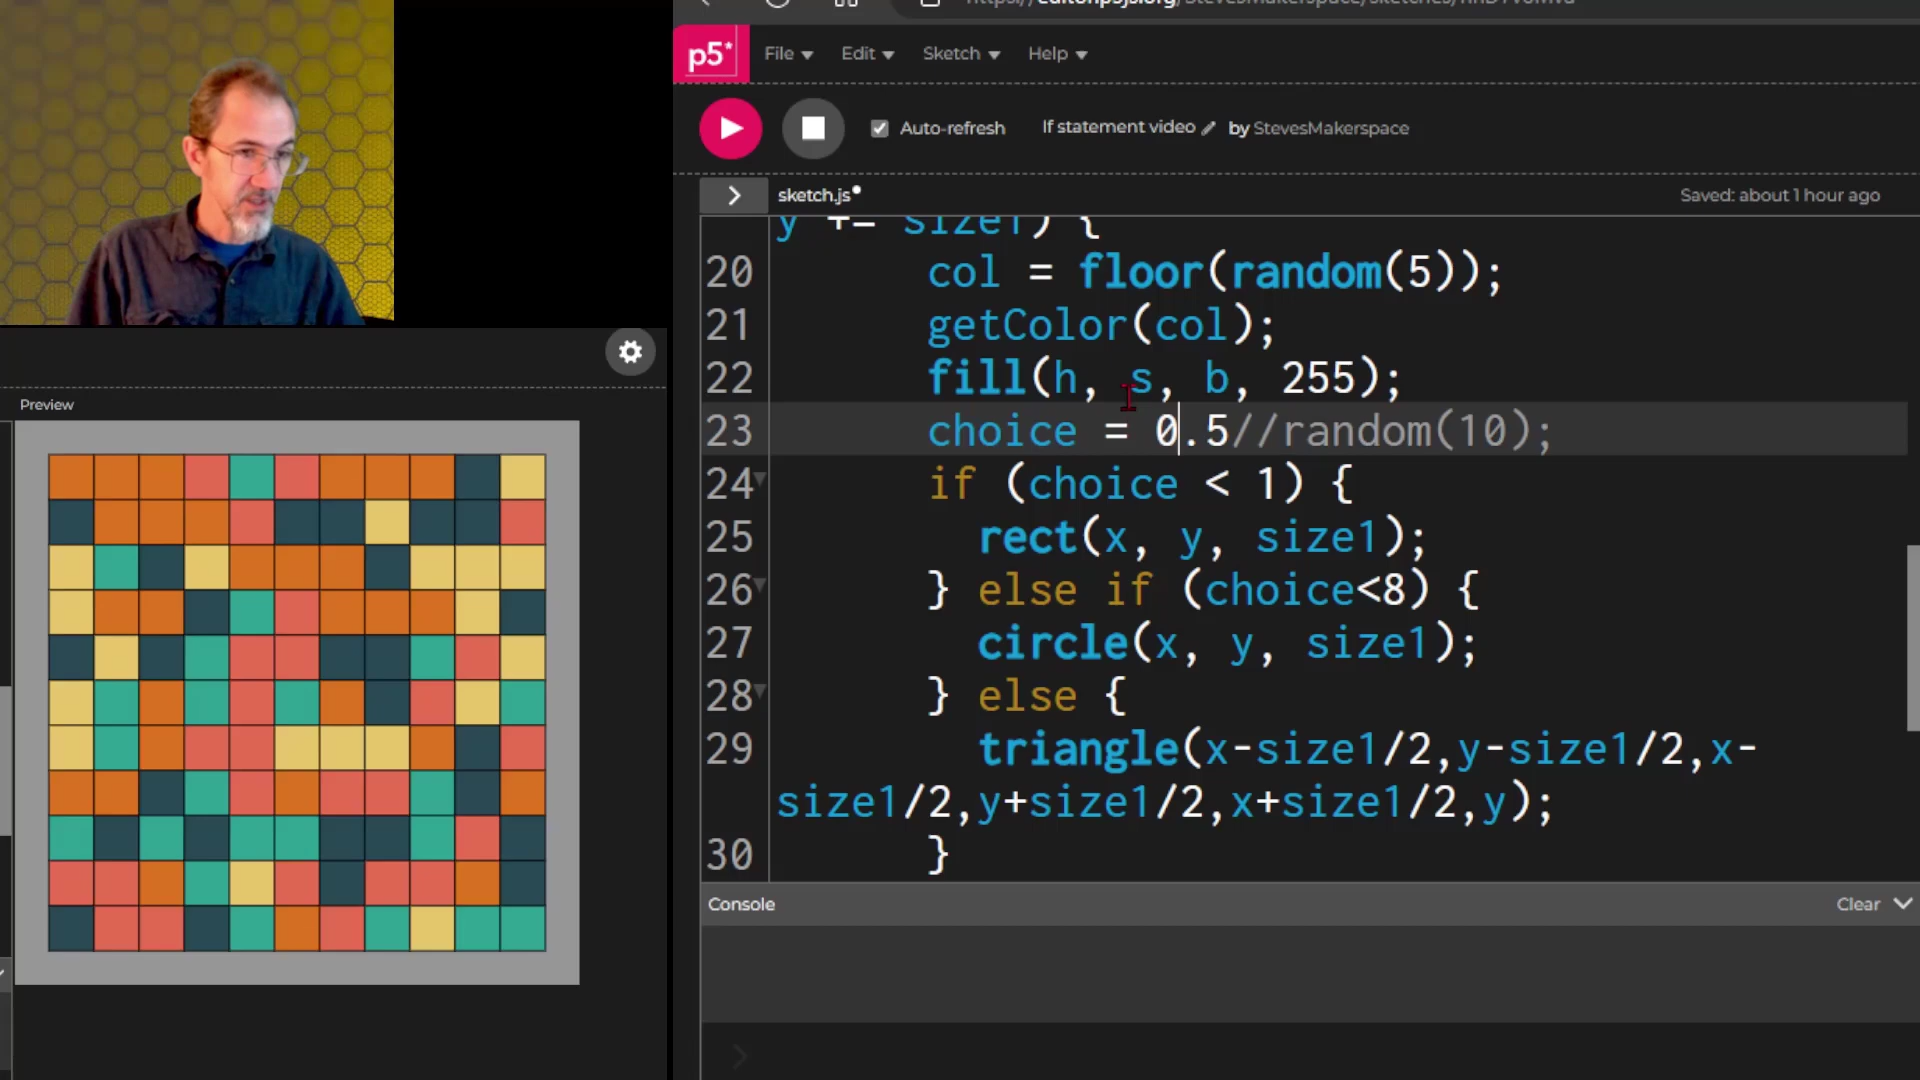 p5* File Edit Sketch Help
Auto-refresh If statement video by StevesMakerspace
sketch.js• Saved: about 1 hour ago
y += size1) {
20 col = floor(random(5));
21 getColor(col);
22 fill(h, s, b, 255);
23 choice = 0.5//random(10);
24 if (choice < 1) {
25 rect(x, y, size1);
26 } else if (choice<8) {
27 circle(x, y, size1);
28 } else {
29 triangle(x-size1/2,y-size1/2,x-
size1/2,y+size1/2,x+size1/2,y);
30 }
Preview
Console Clear